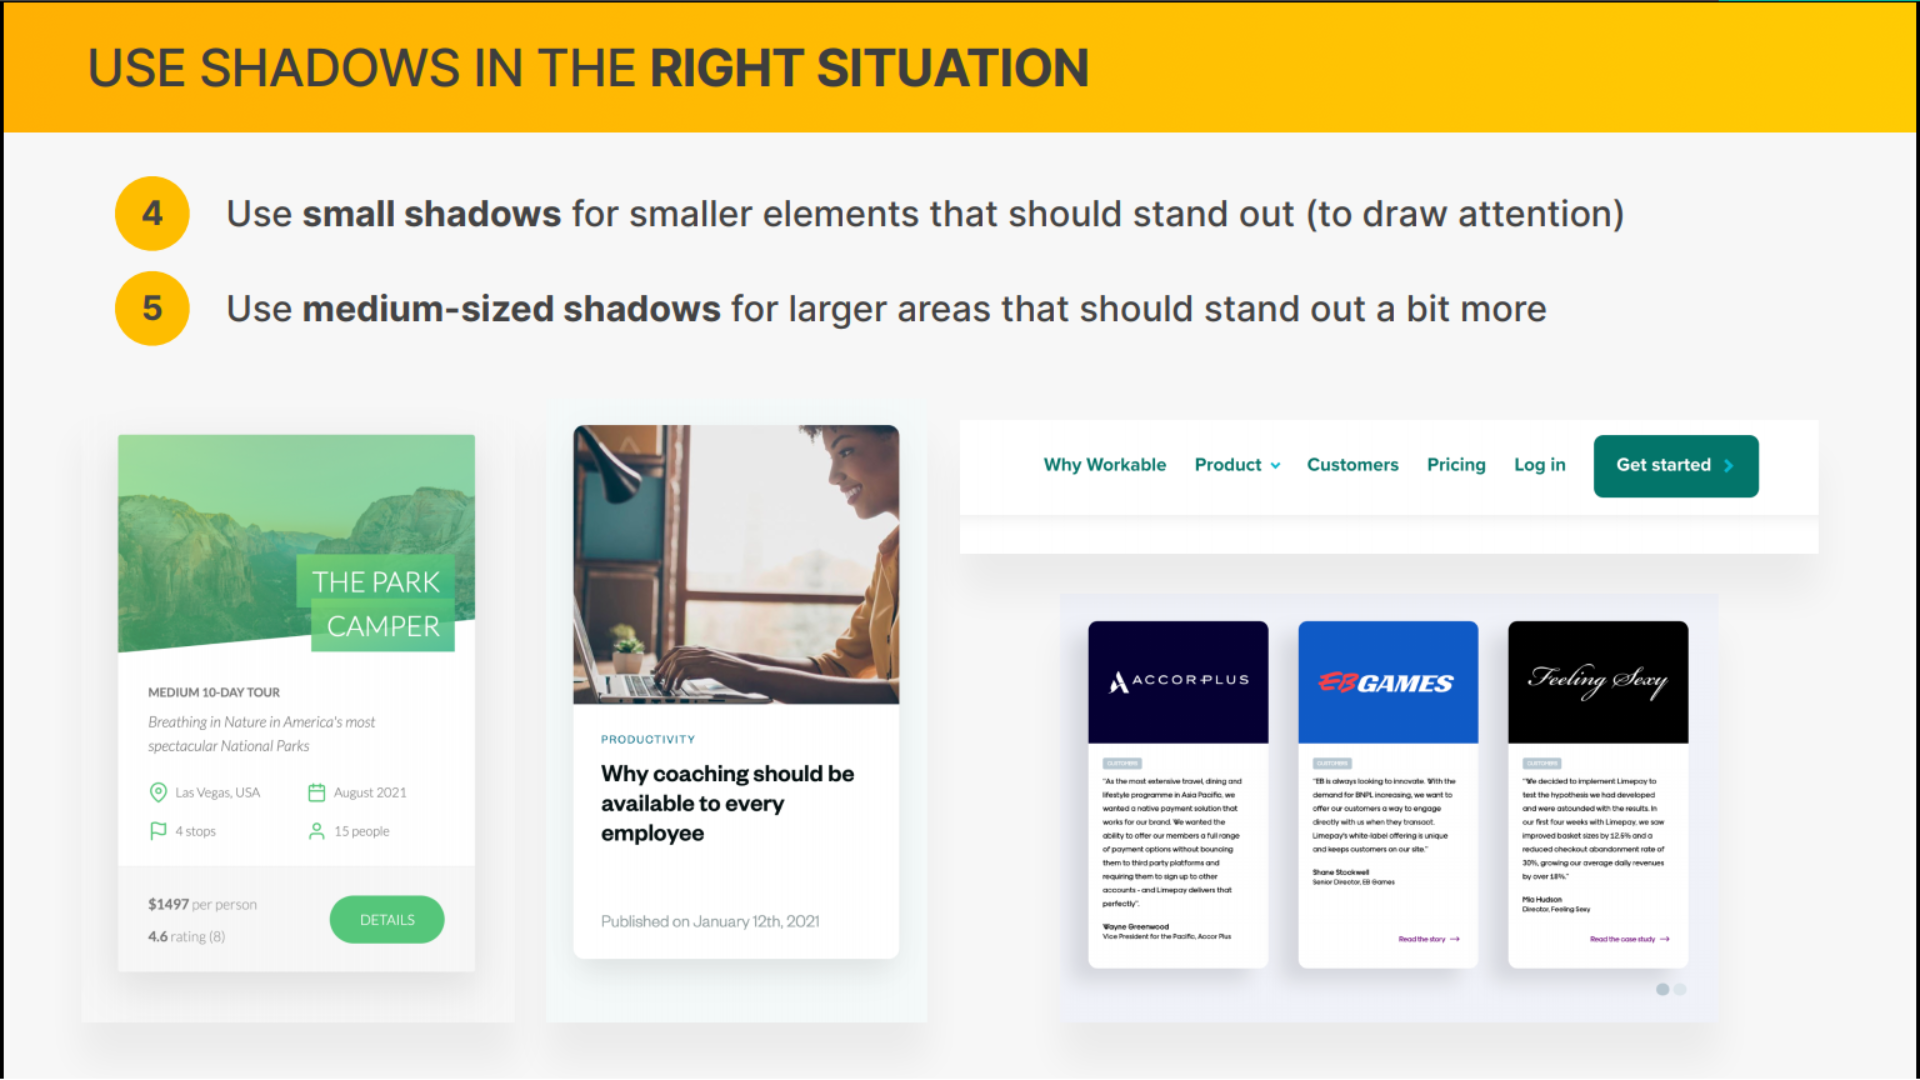 USE SHADOWS IN THE RIGHT SITUATION
4
Use small shadows for smaller elements that should stand out (to draw attention)
5
Use medium-sized shadows for larger areas that should stand out a bit more
THE PARK
CAMPER
MEDIUM 10-DAY TOUR
Breathing in Nature in America's most
spectacular National Parks
Las Vegas, USA
August 2021
4 stops
15 people
$1497 per person
4.6 rating (8)
DETAILS
PRODUCTIVITY
Why coaching should be
available to every
employee
Published on January 12th, 2021
Why Workable Product Customers Pricing Log in Get started
ACCORPLUS
CUSTOMERS
"As the most extensive travel, dining and
lifestyle programme in Asia Pacific, we
wanted a native payment solution that
works for our brand. We wanted the
ability to offer our members a full range
of payment options without bouncing
them to third party platforms and
requiring them to sign up to other
accounts - and Limepay delivers that
perfectly".
Wayne Greenwood
Vice President for the Pacific, Accor Plus
EBGAMES
CUSTOMERS
"EB is always looking to innovate. With the
demand for BNPL increasing, we want to
offer our customers a way to engage
directly with us when they transact.
Limepay's white-label offering is unique
and keeps customers on our site."
Shane Stockwell
Senior Director, EB Games
Read the story →
Feeling Sexy
CUSTOMERS
"We decided to implement Limepay to
test the hypothesis we had developed
and were astounded with the results. In
our first four weeks with Limepay, we saw
improved basket sizes by 12.5% and a
reduced checkout abandonment rate of
30%, growing our average daily revenues
by over 18%."
Mia Hudson
Director, Feeling Sexy
Read the case study →